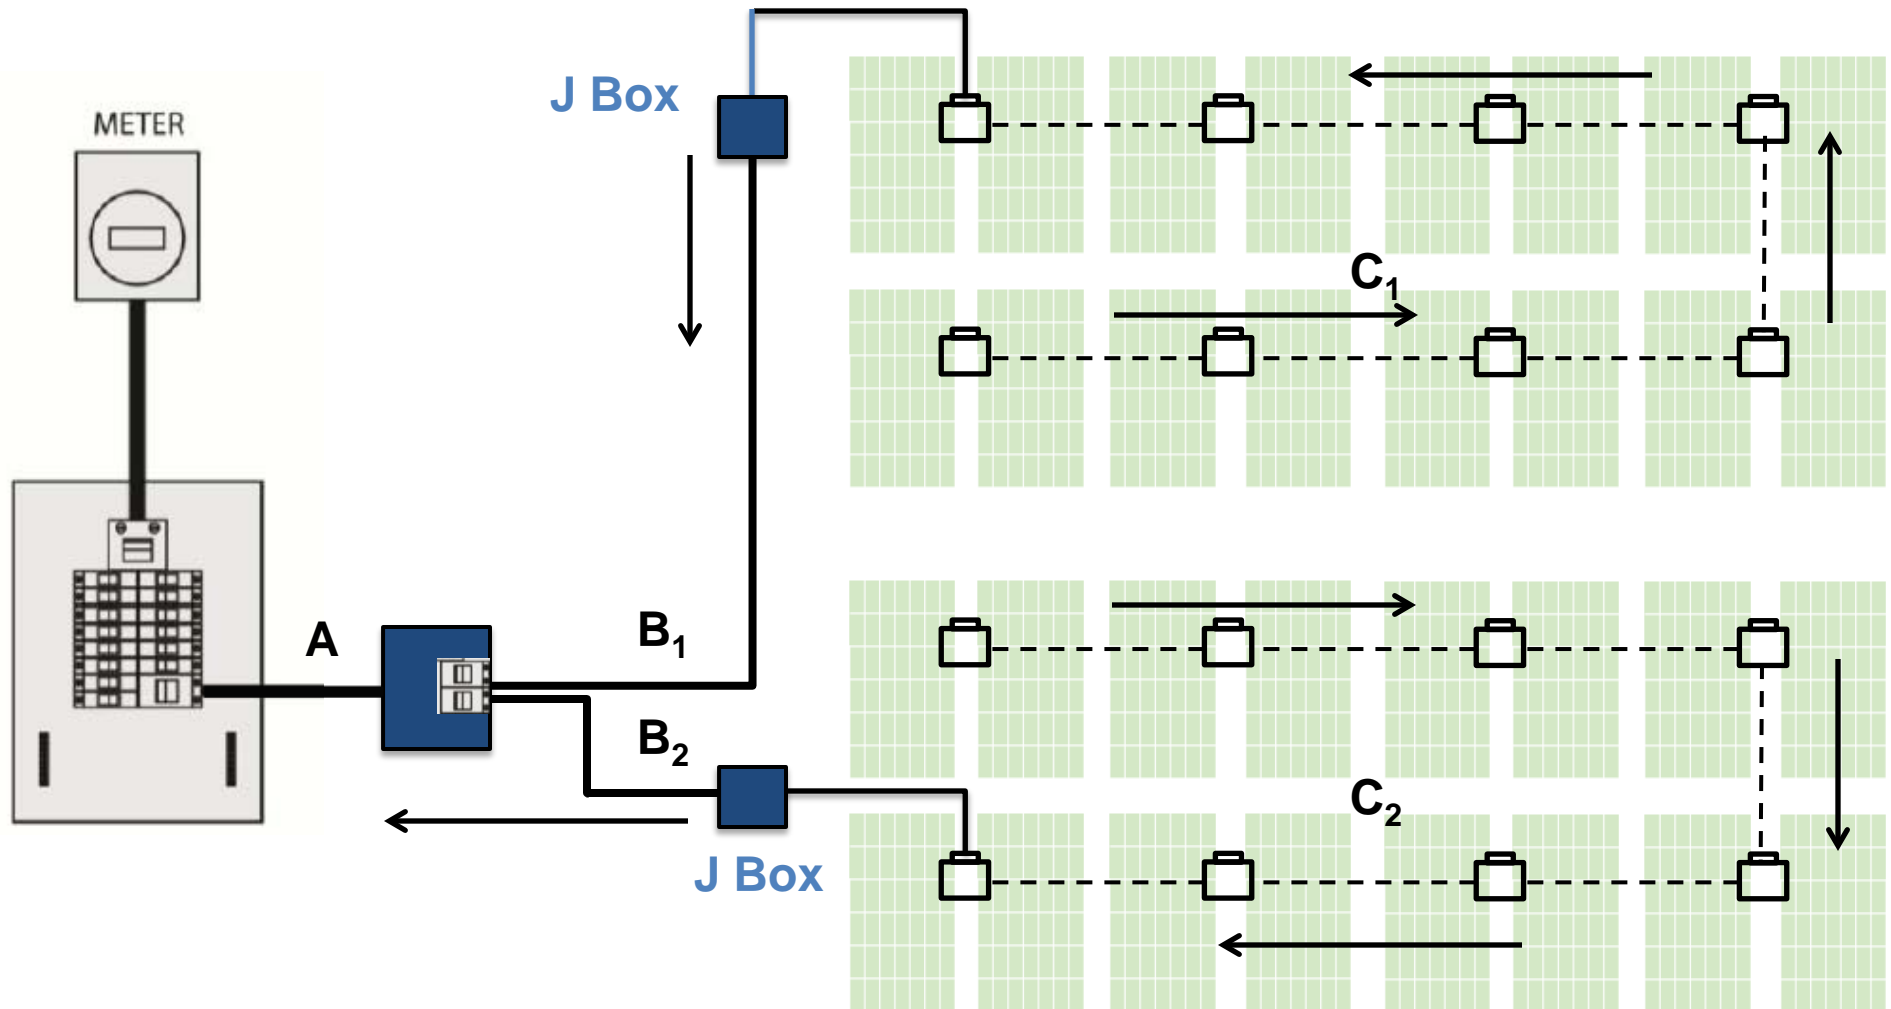 J Box
METER
C₁
A
B₁
B₂
C₂
J Box